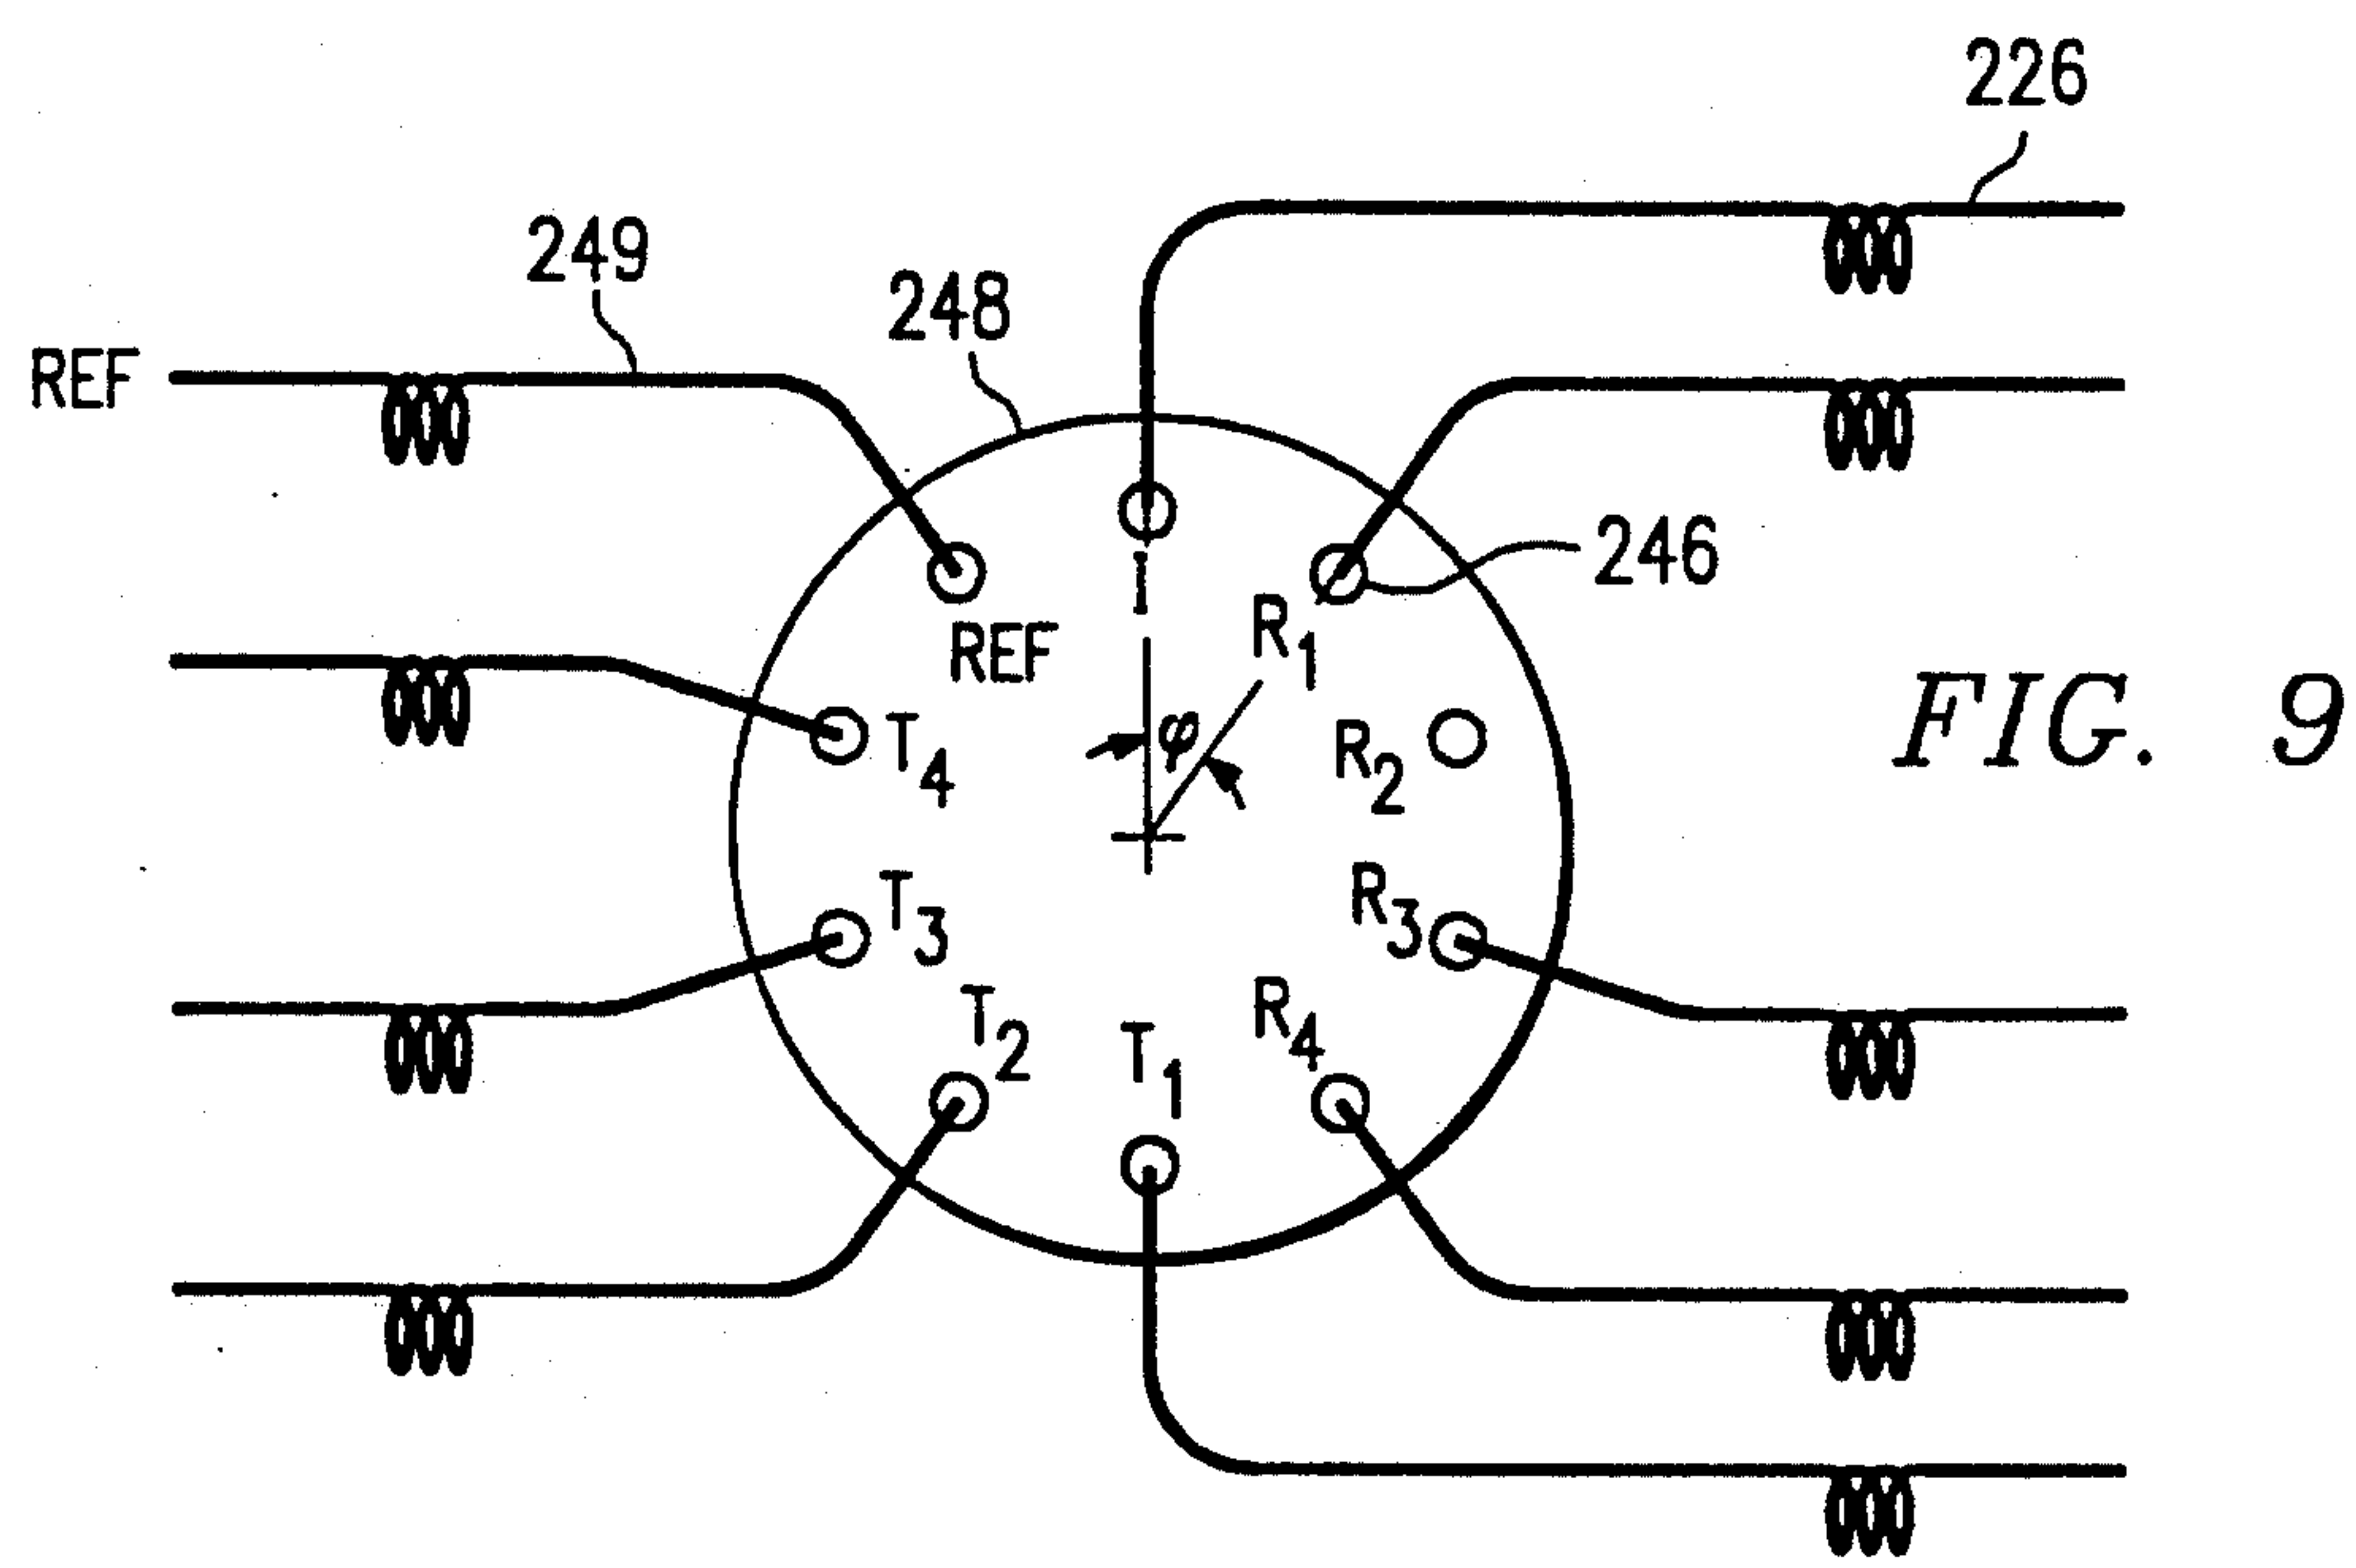 226
249
248
REF
I
246
R1
REF
FIG. 9
T4
φ
R2
T3
R3
T2
T1
R4